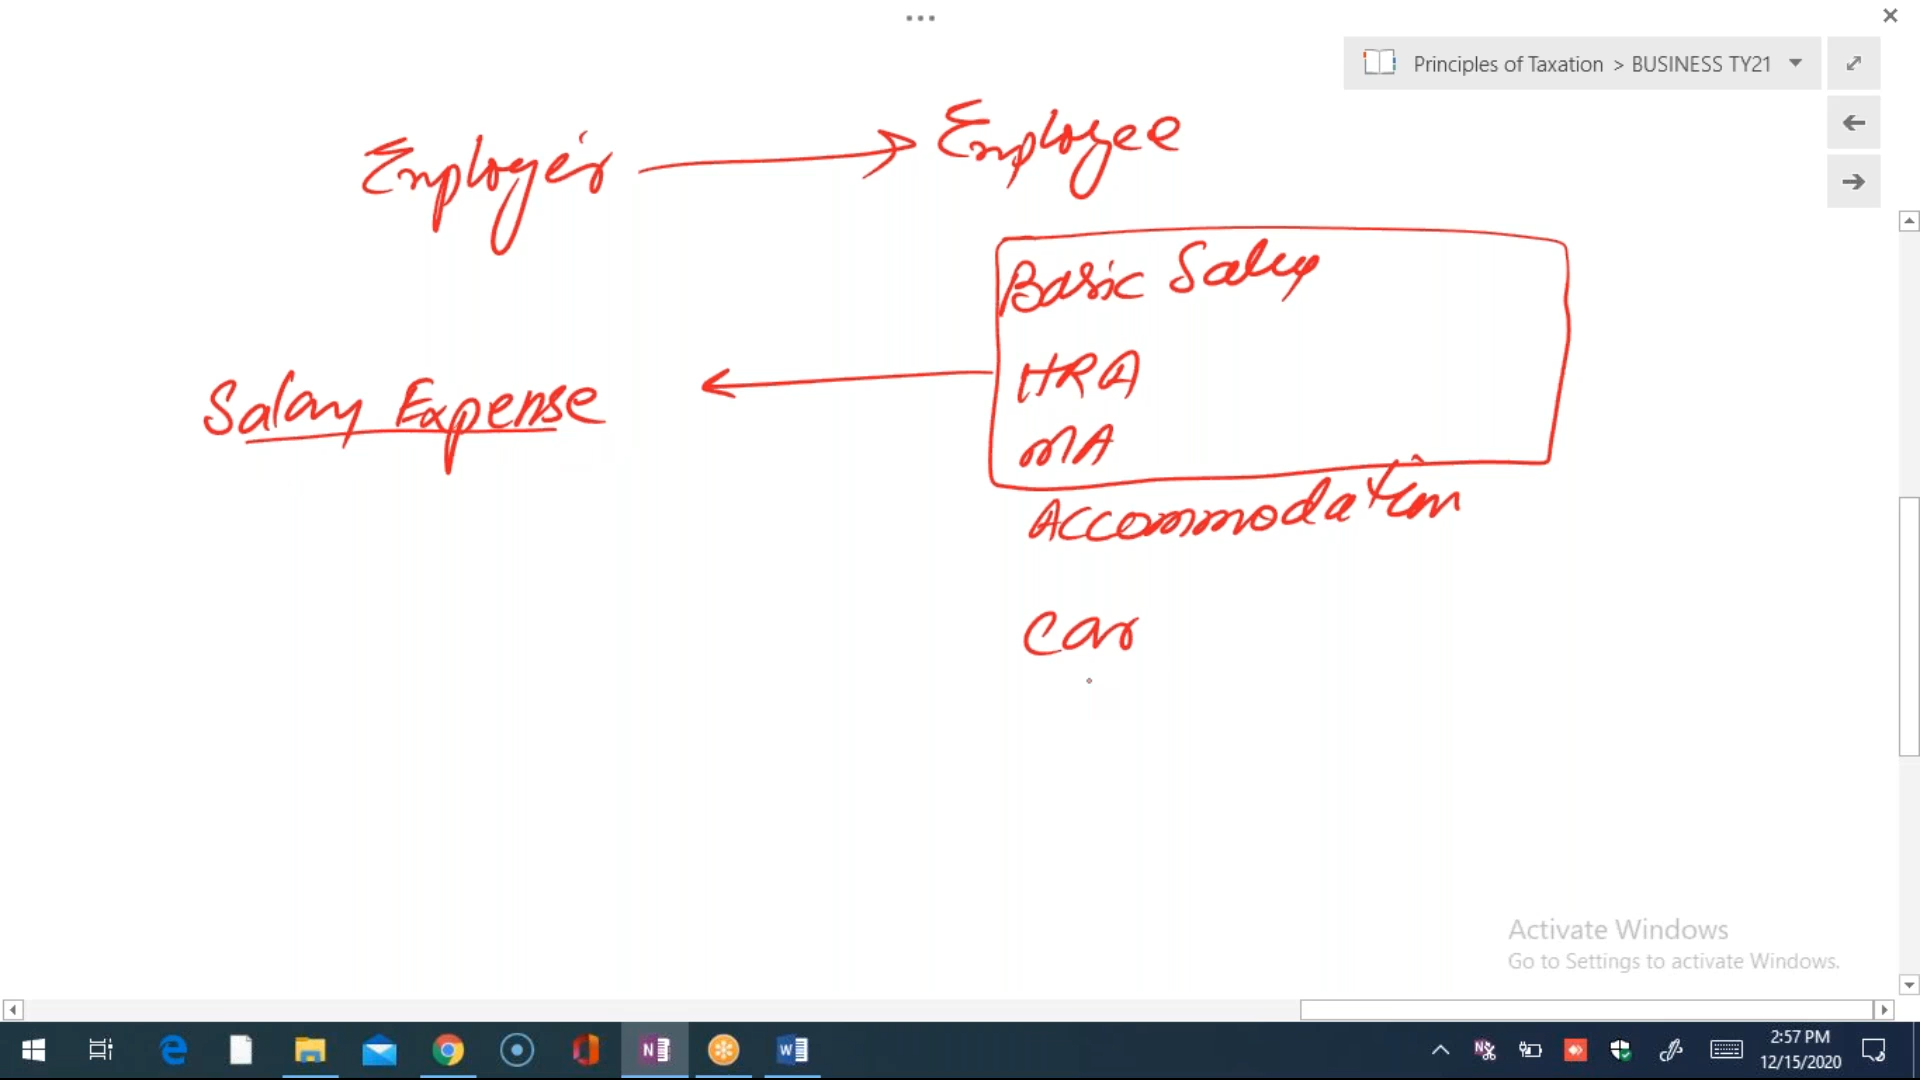 Principles of Taxation > BUSINESS TY21
Employer → Employee
Basic Salary
HRA
Salary Expense
MA
Accommodation
Car
Activate Windows
Go to Settings to activate Windows.
2:57 PM
12/15/2020